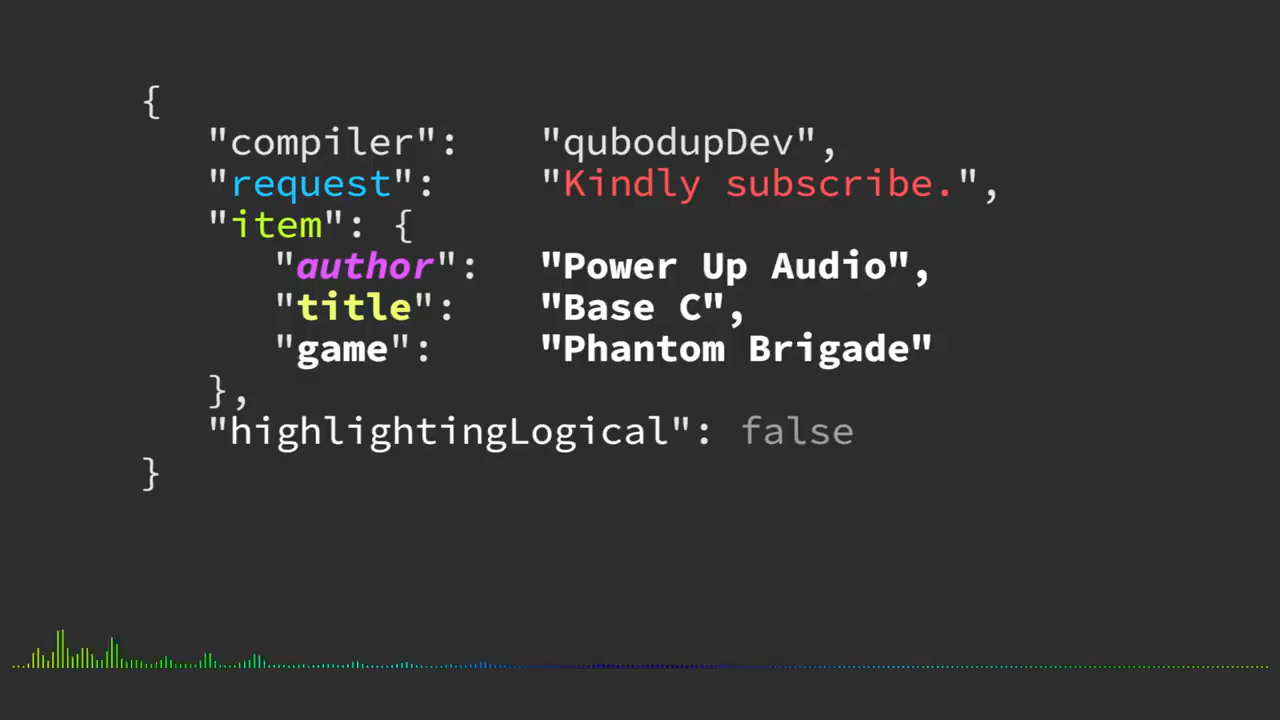 {
"compiler": "qubodupDev",
"request": "Kindly subscribe.",
"item": {
"author": "Power Up Audio",
"title": "Base C",
"game": "Phantom Brigade"
},
"highlightingLogical": false
}